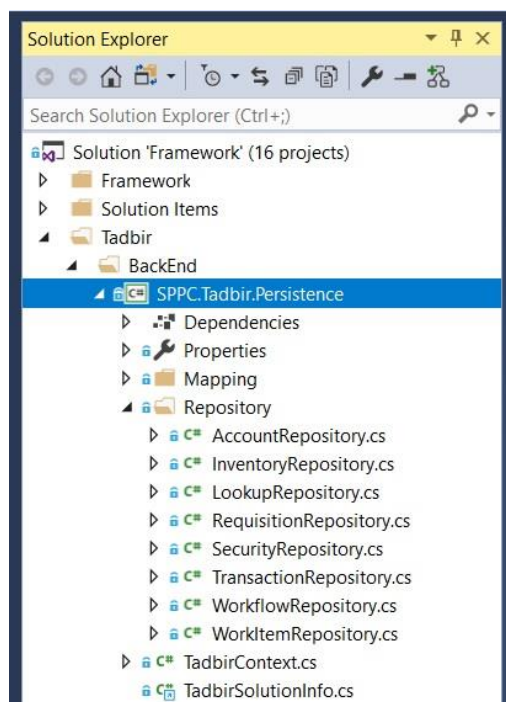 Solution Explorer
Search Solution Explorer (Ctrl+;)
Solution 'Framework' (16 projects)
Framework
Solution Items
Tadbir
BackEnd
C# SPPC.Tadbir.Persistence
Dependencies
Properties
Mapping
Repository
C# AccountRepository.cs
C# InventoryRepository.cs
C# LookupRepository.cs
C# RequisitionRepository.cs
C# SecurityRepository.cs
C# TransactionRepository.cs
C# WorkflowRepository.cs
C# WorkItemRepository.cs
C# TadbirContext.cs
C# TadbirSolutionInfo.cs